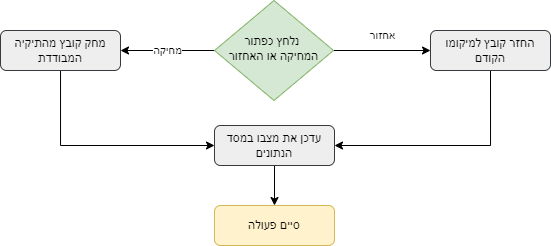 נלחץ כפתור
המחיקה או האחזור
אחזור
מחיקה
החזר קובץ למיקומו
הקודם
מחק קובץ מהתיקיה
המבודדת
עדכן את מצבו במסד
הנתונים
סיים פעולה